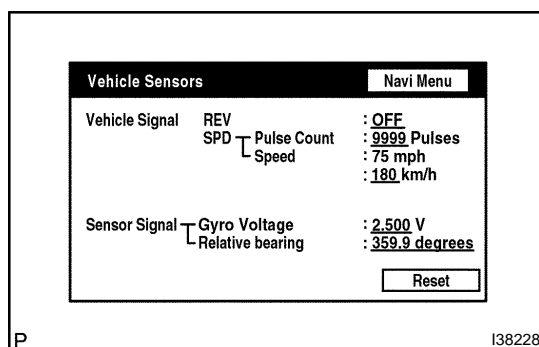 Vehicle Sensors Navi Menu
Vehicle Signal REV : OFF
SPD Pulse Count : 9999 Pulses
Speed : 75 mph
: 180 km/h
Sensor Signal Gyro Voltage : 2.500 V
Relative bearing : 359.9 degrees
Reset
P I38228